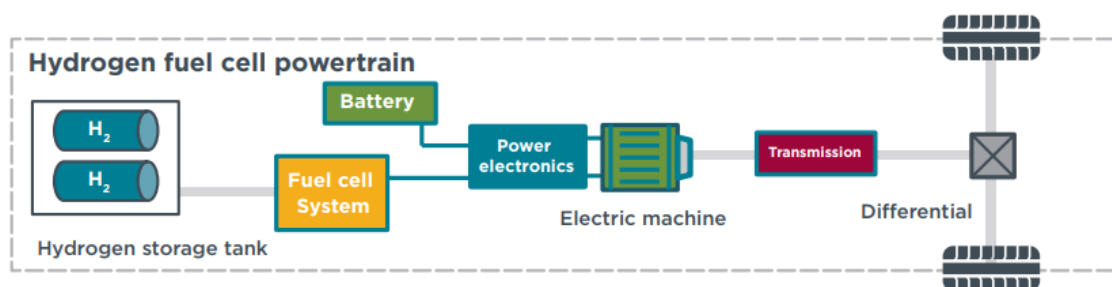 Hydrogen fuel cell powertrain
H2
H2
Hydrogen storage tank
Battery
Fuel cell
System
Power
electronics
Electric machine
Transmission
Differential